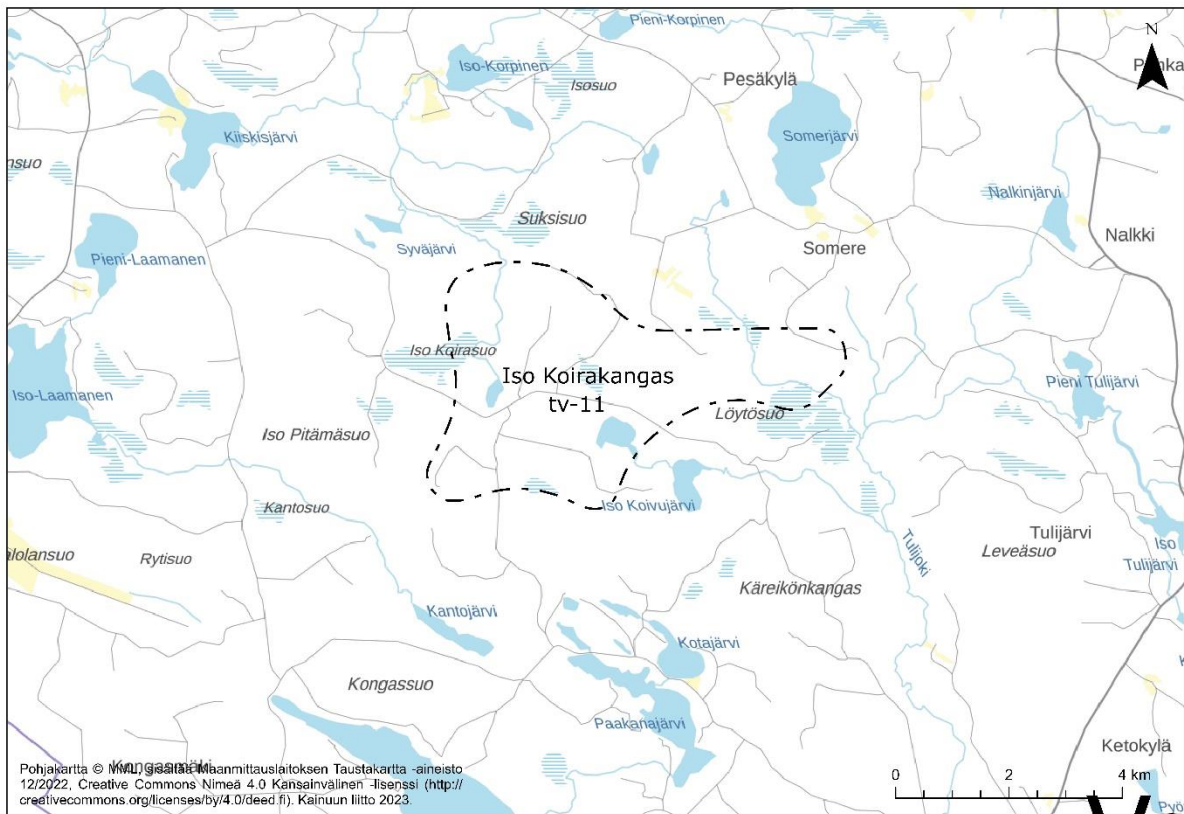 Pieni-Korpinen
N
Iso-Korpinen
Isosuo
Pesäkylä
Kiiskisjärvi
Somerjärvi
Nalkinjärvi
Suksisuo
Syväjärvi
Somere
Nalkki
Pieni-Laamanen
Iso Koirasuo
Iso Koirakangas
tv-11
Iso-Laamanen
Pieni Tulijärvi
Löytösuo
Iso Pitämäsuo
Kantosuo
Iso Koivujärvi
Tulijoki
Tulijärvi
Leveäsuo
Iso
Tulijärvi
Rytisuo
Käreikönkangas
Kantojärvi
Kotajärvi
Kongassuo
Paakanajärvi
Ketokylä
Kongasmäki
Pohjakartta © MML, sisältää Maanmittauslaitoksen Taustakartta -aineisto
12/2022, Creative Commons Nimeä 4.0 Kansainvälinen -lisenssi (http://
creativecommons.org/licenses/by/4.0/deed.fi). Kainuun liitto 2023.
0 2 4 km